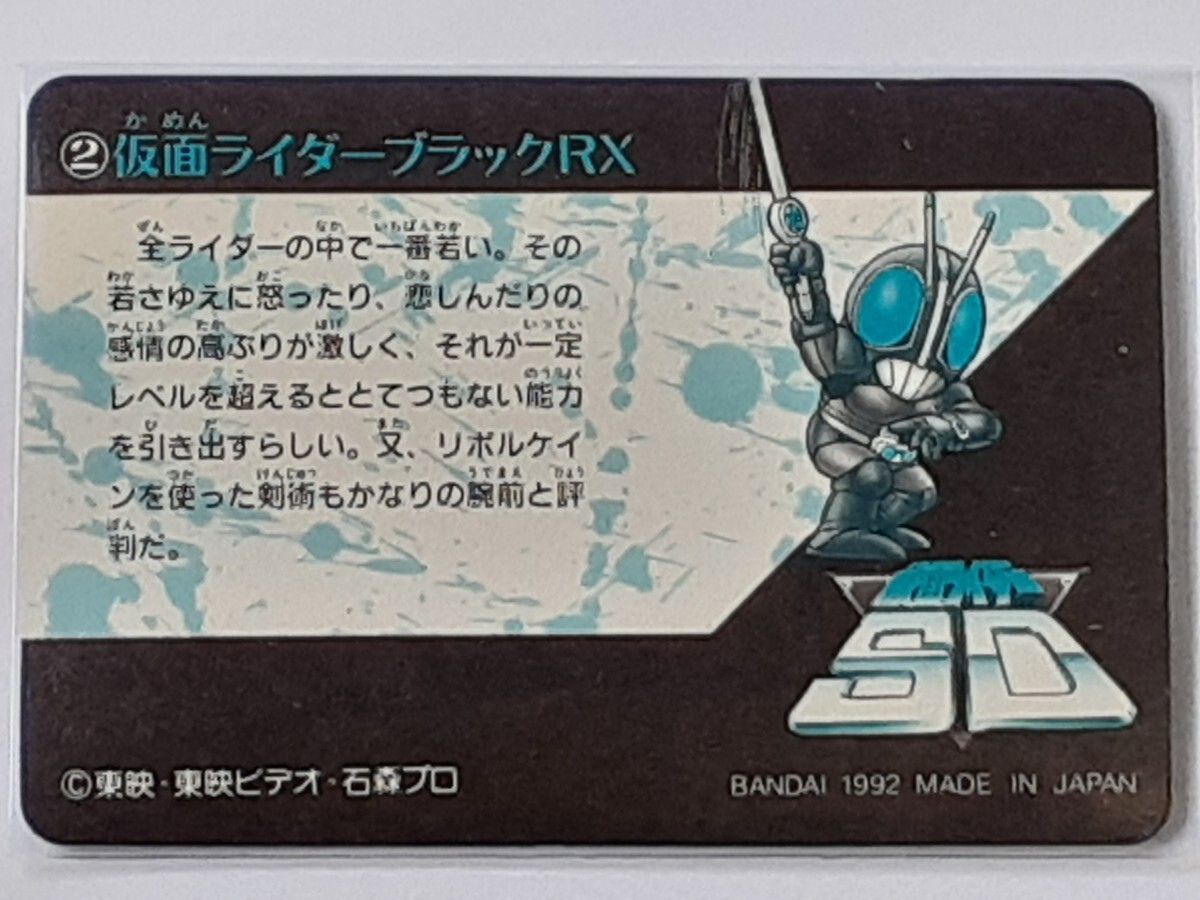 ②仮面ライダーブラックRX
かめん
全ライダーの中で一番若い。その
若さゆえに怒ったり、悲しんだりの
感情の高ぶりが激しく、それが一定
レベルを超えるととてつもない能力
を引き出すらしい。又、リボルケイ
ンを使った剣術もかなりの腕前と評
判だ。
SD
©東映・東映ビデオ・石森プロ
BANDAI 1992 MADE IN JAPAN